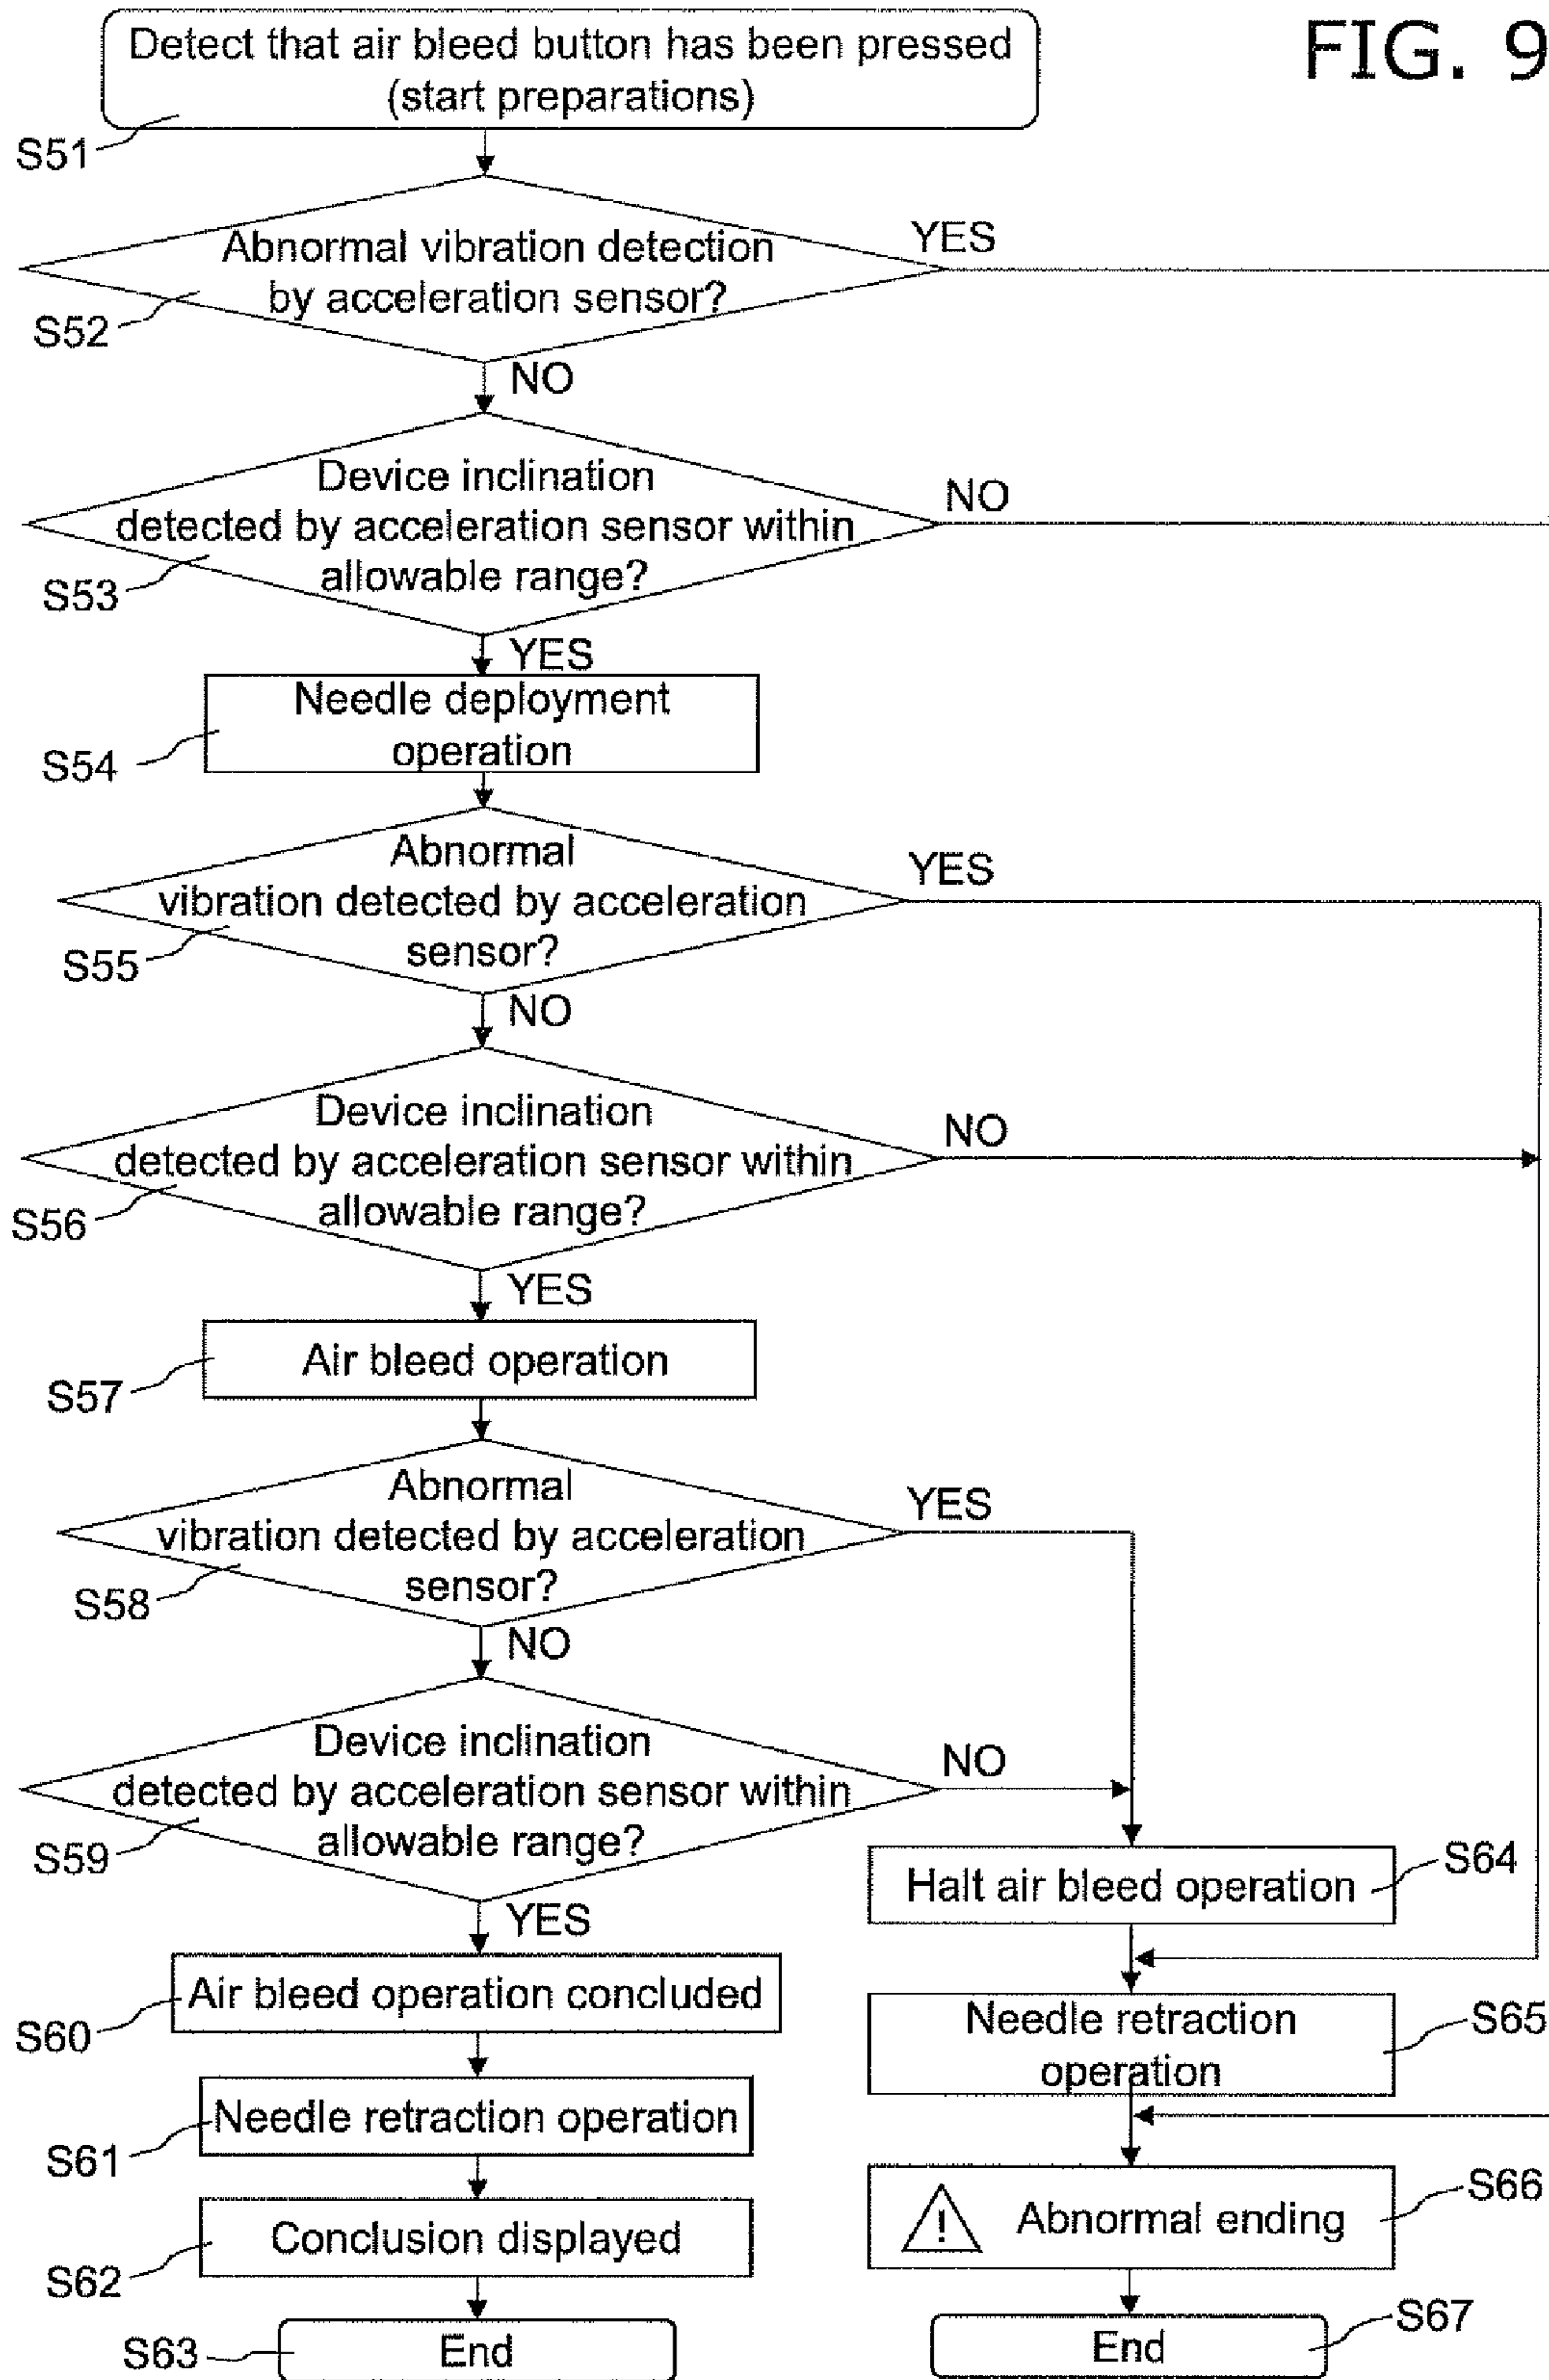 FIG. 9
Detect that air bleed button has been pressed
(start preparations)
S51
Abnormal vibration detection
by acceleration sensor?
YES
S52
NO
Device inclination
detected by acceleration sensor within
allowable range?
NO
S53
YES
Needle deployment
operation
S54
Abnormal
vibration detected by acceleration
sensor?
YES
S55
NO
Device inclination
detected by acceleration sensor within
allowable range?
NO
S56
YES
Air bleed operation
S57
Abnormal
vibration detected by acceleration
sensor?
YES
S58
NO
Device inclination
detected by acceleration sensor within
allowable range?
NO
S59
YES
Air bleed operation concluded
S60
Needle retraction operation
S61
Conclusion displayed
S62
End
S63
Halt air bleed operation
S64
Needle retraction
operation
S65
! Abnormal ending
S66
End
S67